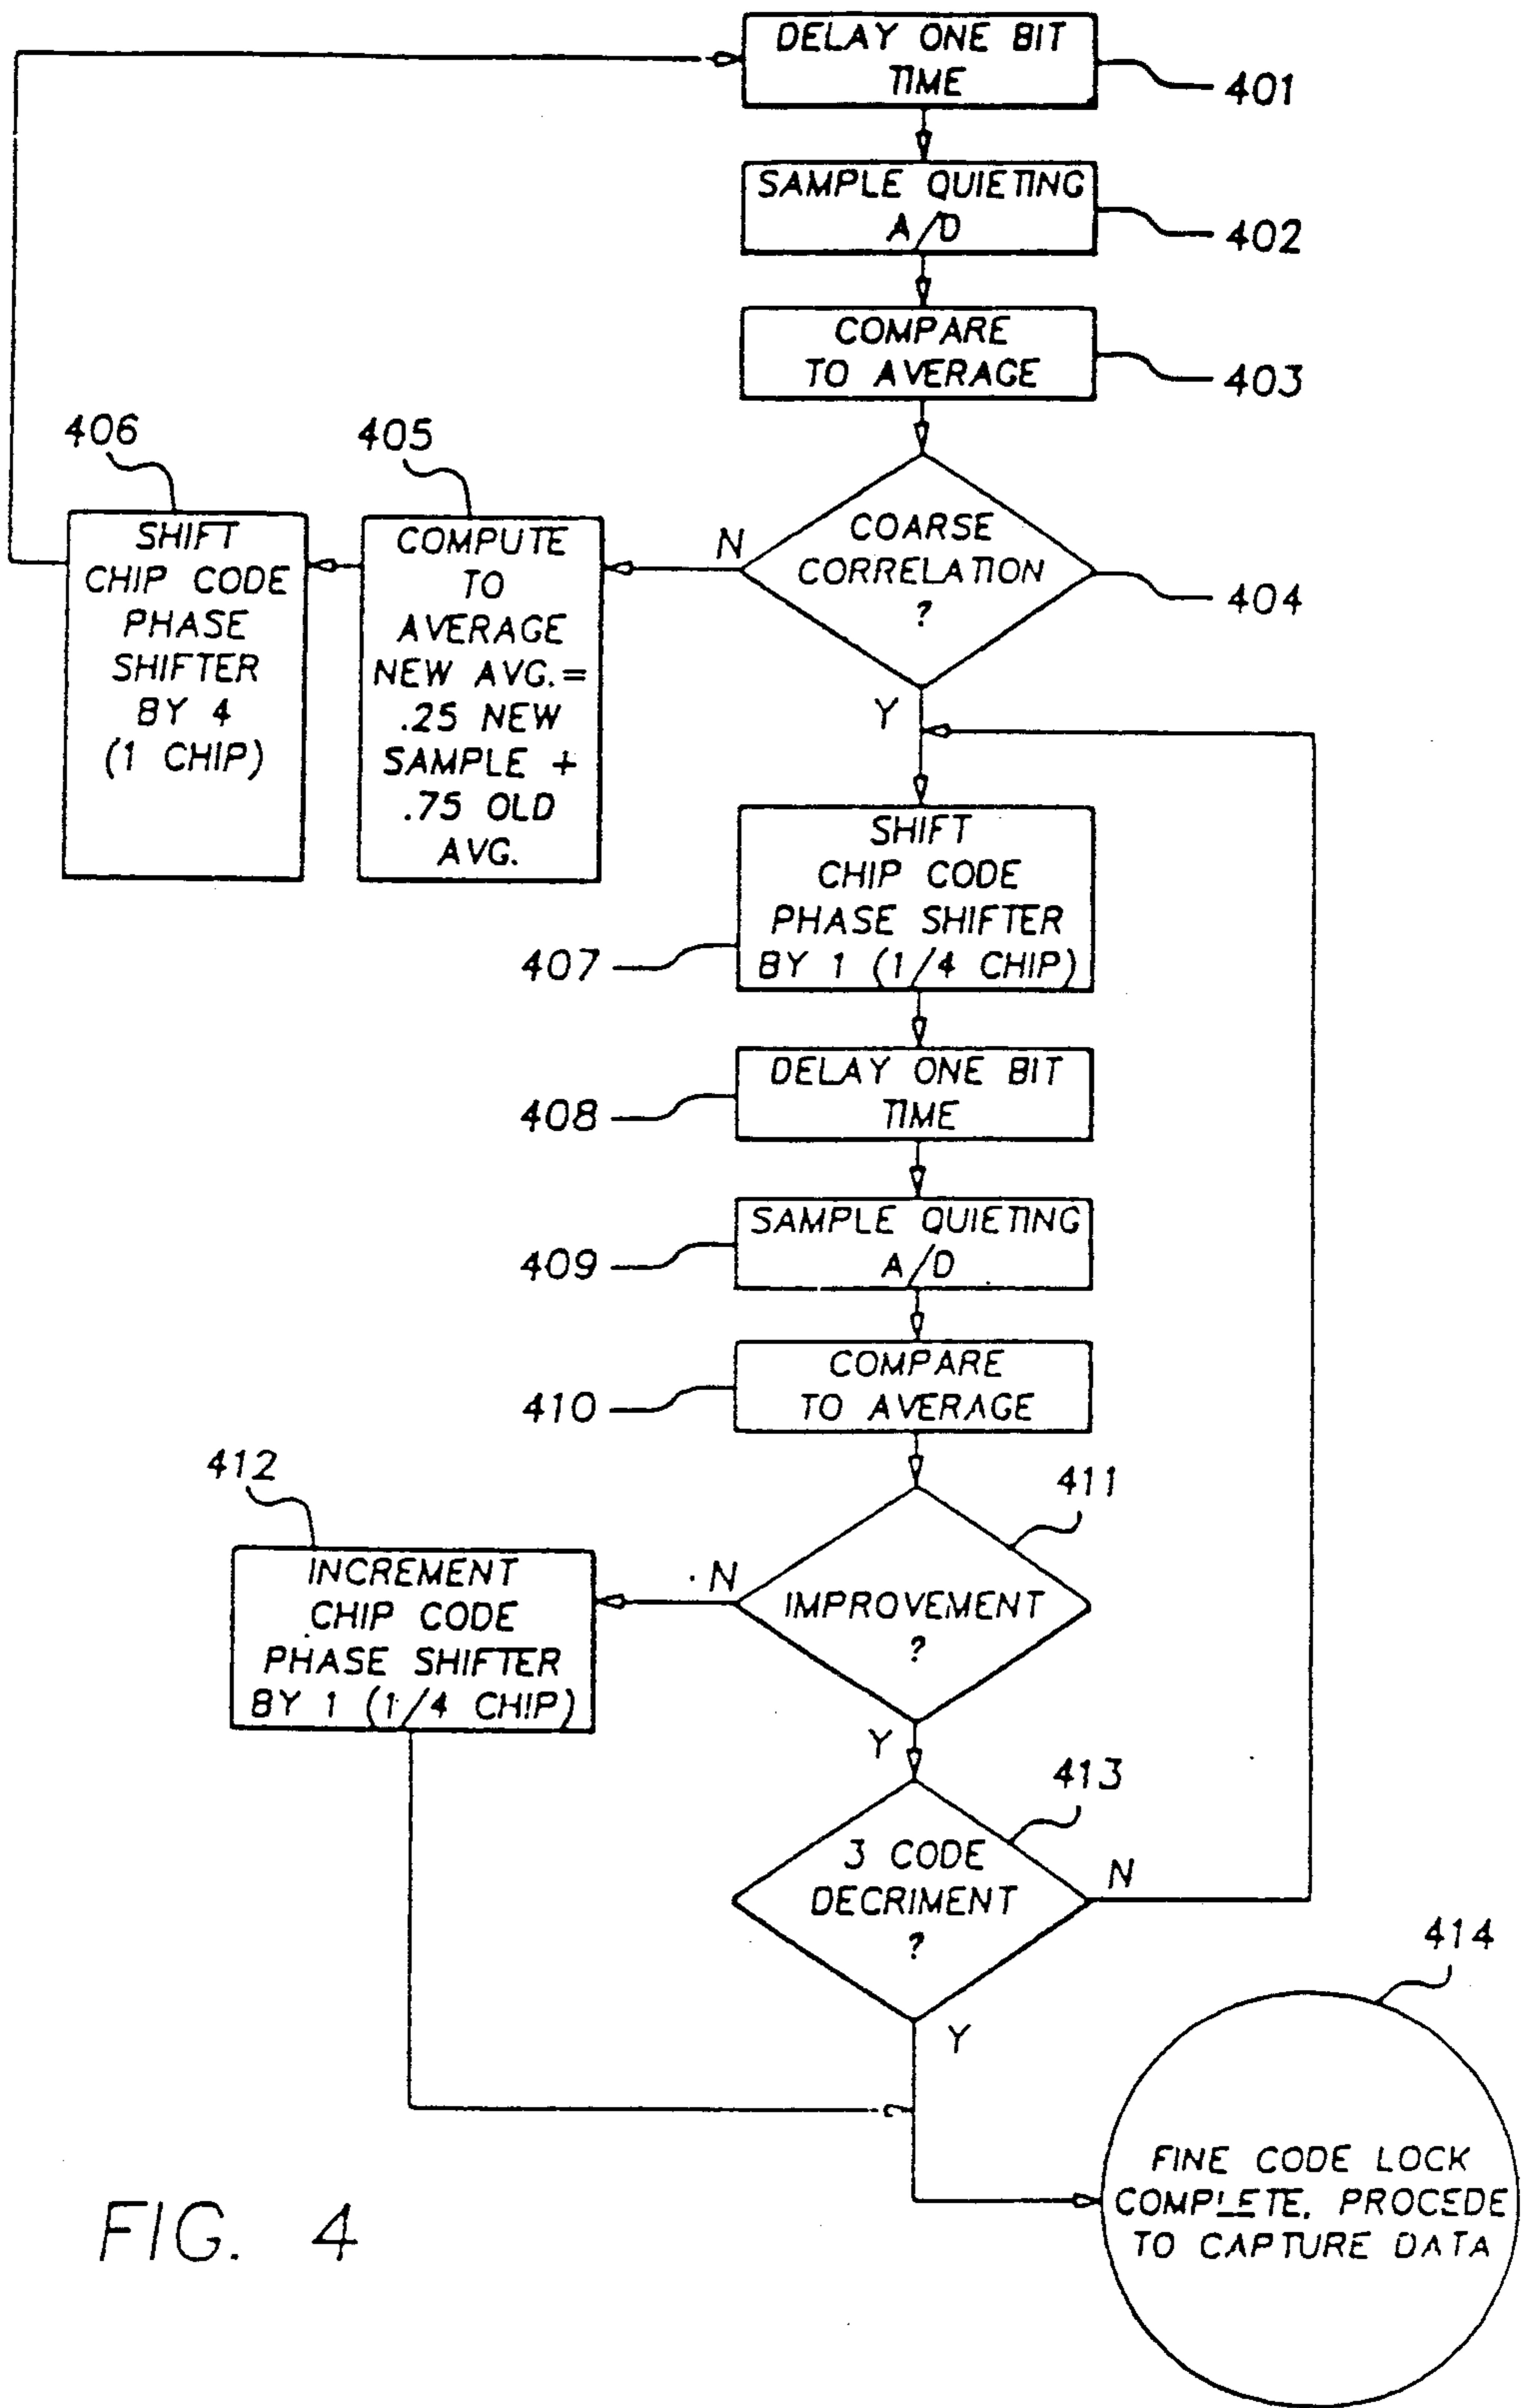 DELAY ONE BIT
TIME
401
SAMPLE QUIETING
A/D
402
COMPARE
TO AVERAGE
403
COARSE
CORRELATION
?
404
N
Y
405
COMPUTE
TO
AVERAGE
NEW AVG.=
.25 NEW
SAMPLE +
.75 OLD
AVG.
406
SHIFT
CHIP CODE
PHASE
SHIFTER
BY 4
(1 CHIP)
SHIFT
CHIP CODE
PHASE SHIFTER
BY 1 (1/4 CHIP)
407
DELAY ONE BIT
TIME
408
SAMPLE QUIETING
A/D
409
COMPARE
TO AVERAGE
410
411
IMPROVEMENT
?
N
Y
412
INCREMENT
CHIP CODE
PHASE SHIFTER
BY 1 (1/4 CHIP)
413
3 CODE
DECRIMENT
?
N
Y
414
FINE CODE LOCK
COMPLETE, PROCEDE
TO CAPTURE DATA
FIG. 4